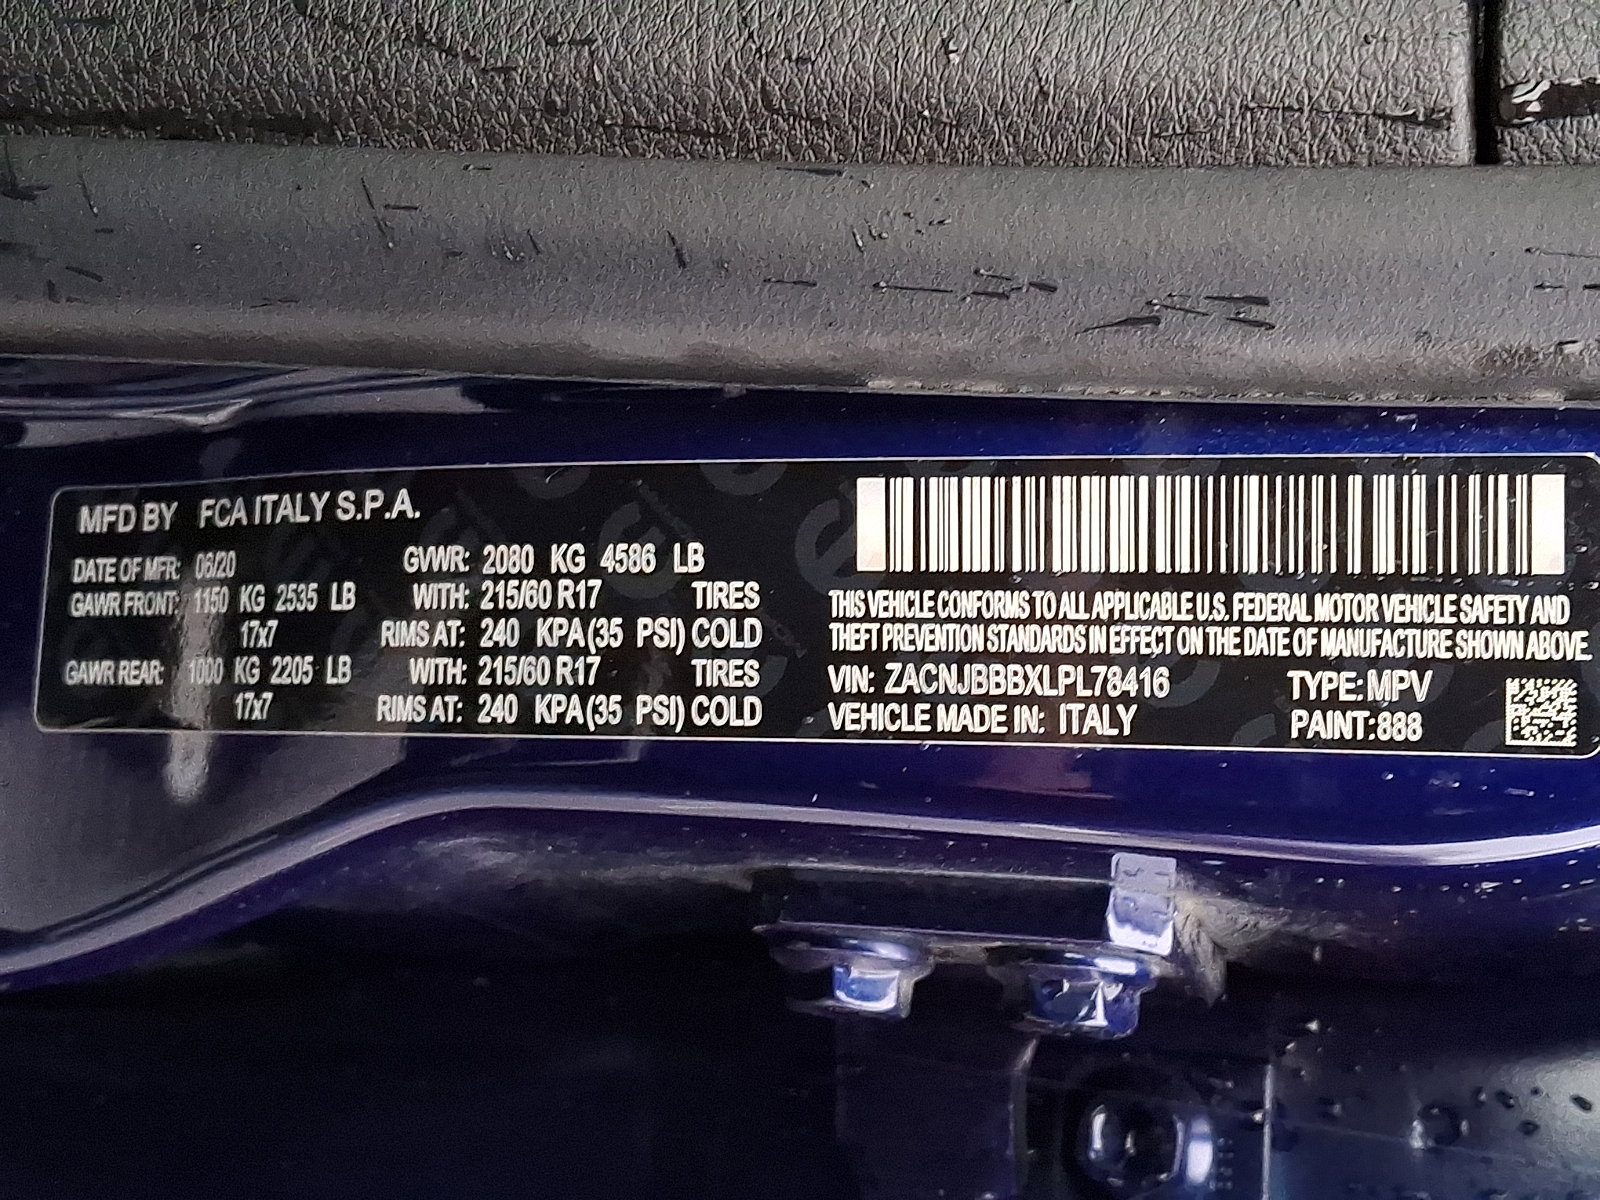 MFD BY FCA ITALY S.P.A.
DATE OF MFR: 06/20 GVWR: 2080 KG 4586 LB
GAWR FRONT: 1150 KG 2535 LB WITH: 215/60 R17 TIRES
17x7 RIMS AT: 240 KPA (35 PSI) COLD
GAWR REAR: 1000 KG 2205 LB WITH: 215/60 R17 TIRES
17x7 RIMS AT: 240 KPA (35 PSI) COLD
THIS VEHICLE CONFORMS TO ALL APPLICABLE U.S. FEDERAL MOTOR VEHICLE SAFETY AND
THEFT PREVENTION STANDARDS IN EFFECT ON THE DATE OF MANUFACTURE SHOWN ABOVE.
VIN: ZACNJBBBXLPL78416 TYPE: MPV
VEHICLE MADE IN: ITALY PAINT: 888